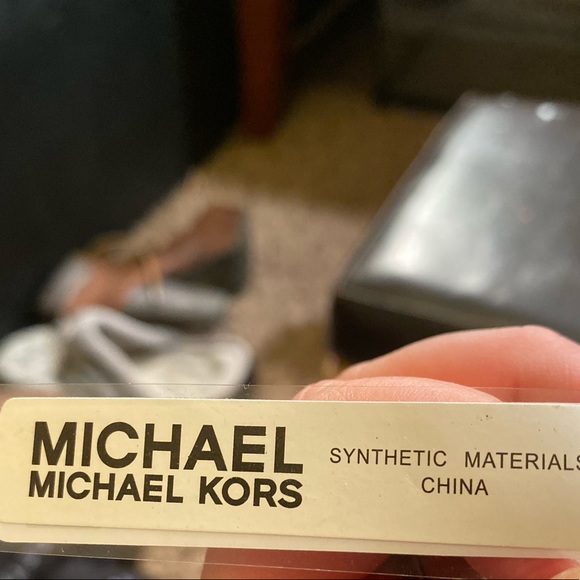 MICHAEL
MICHAEL KORS
SYNTHETIC MATERIALS
CHINA